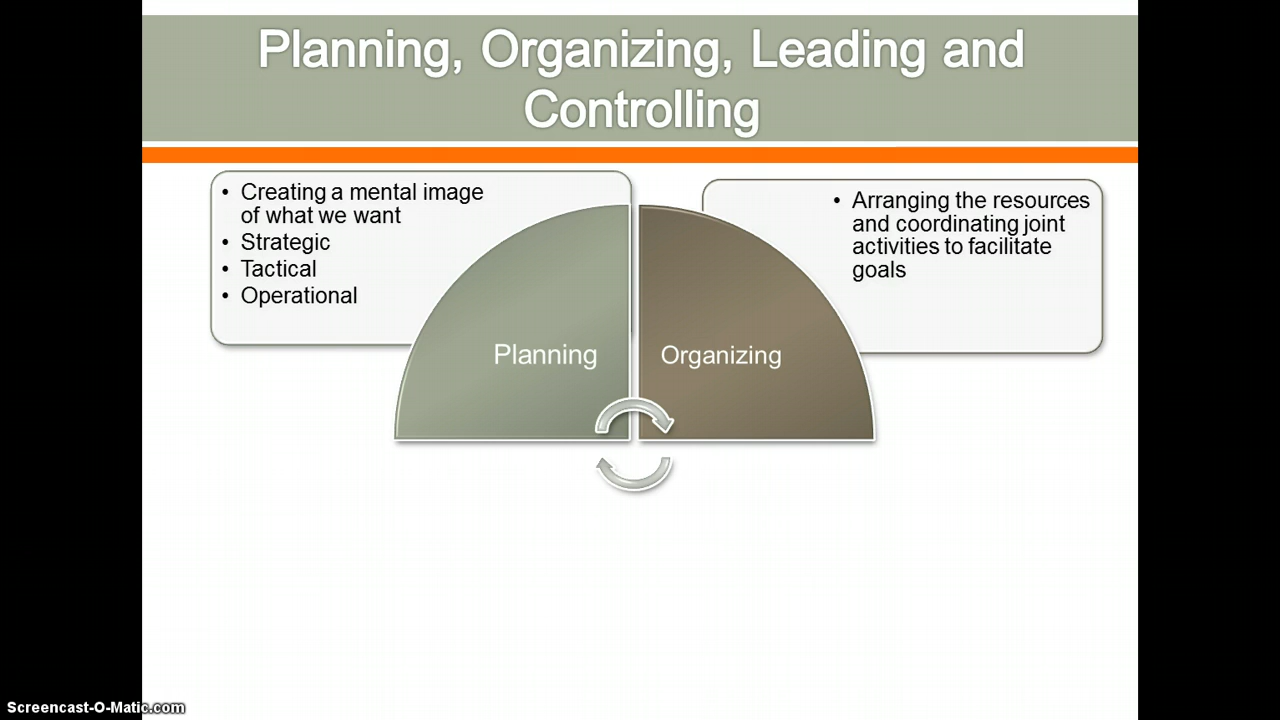 Planning, Organizing, Leading and
Controlling
• Creating a mental image
of what we want
• Strategic
• Tactical
• Operational
• Arranging the resources
and coordinating joint
activities to facilitate
goals
Planning
Organizing
Screencast-O-Matic.com